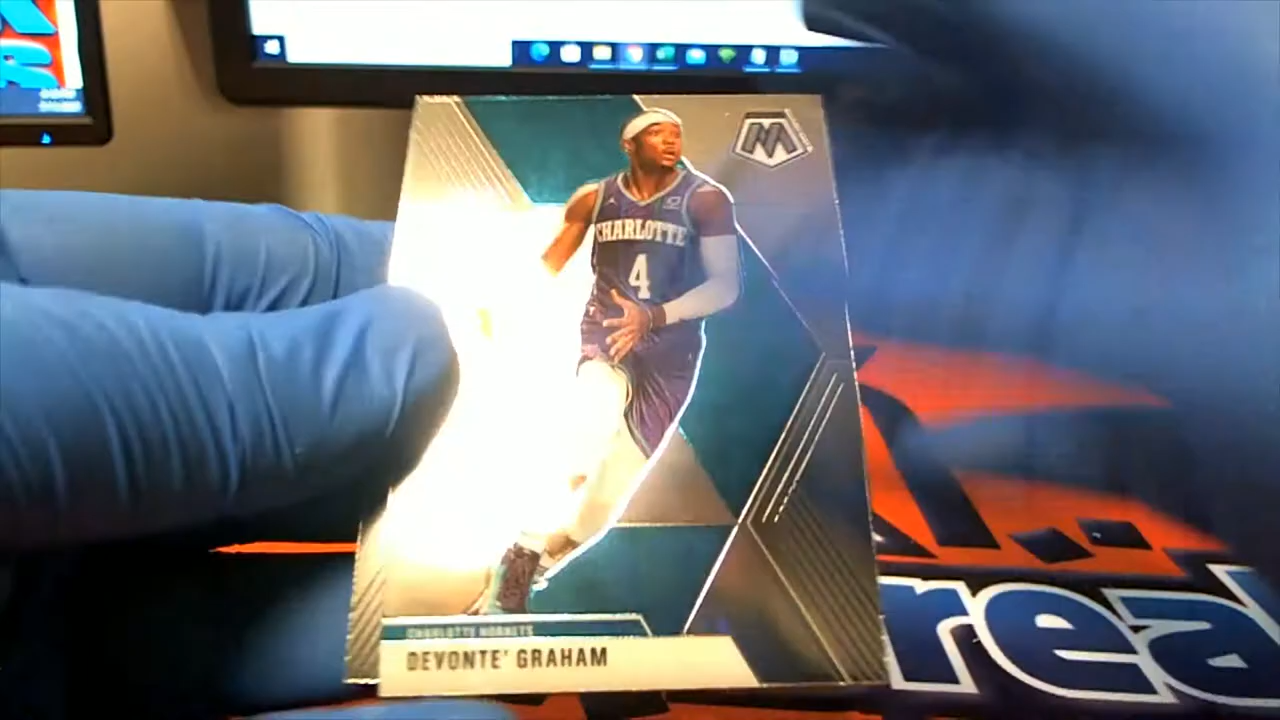 M
CHARLOTTE
4
CHARLOTTE HORNETS
DEVONTE' GRAHAM
rea